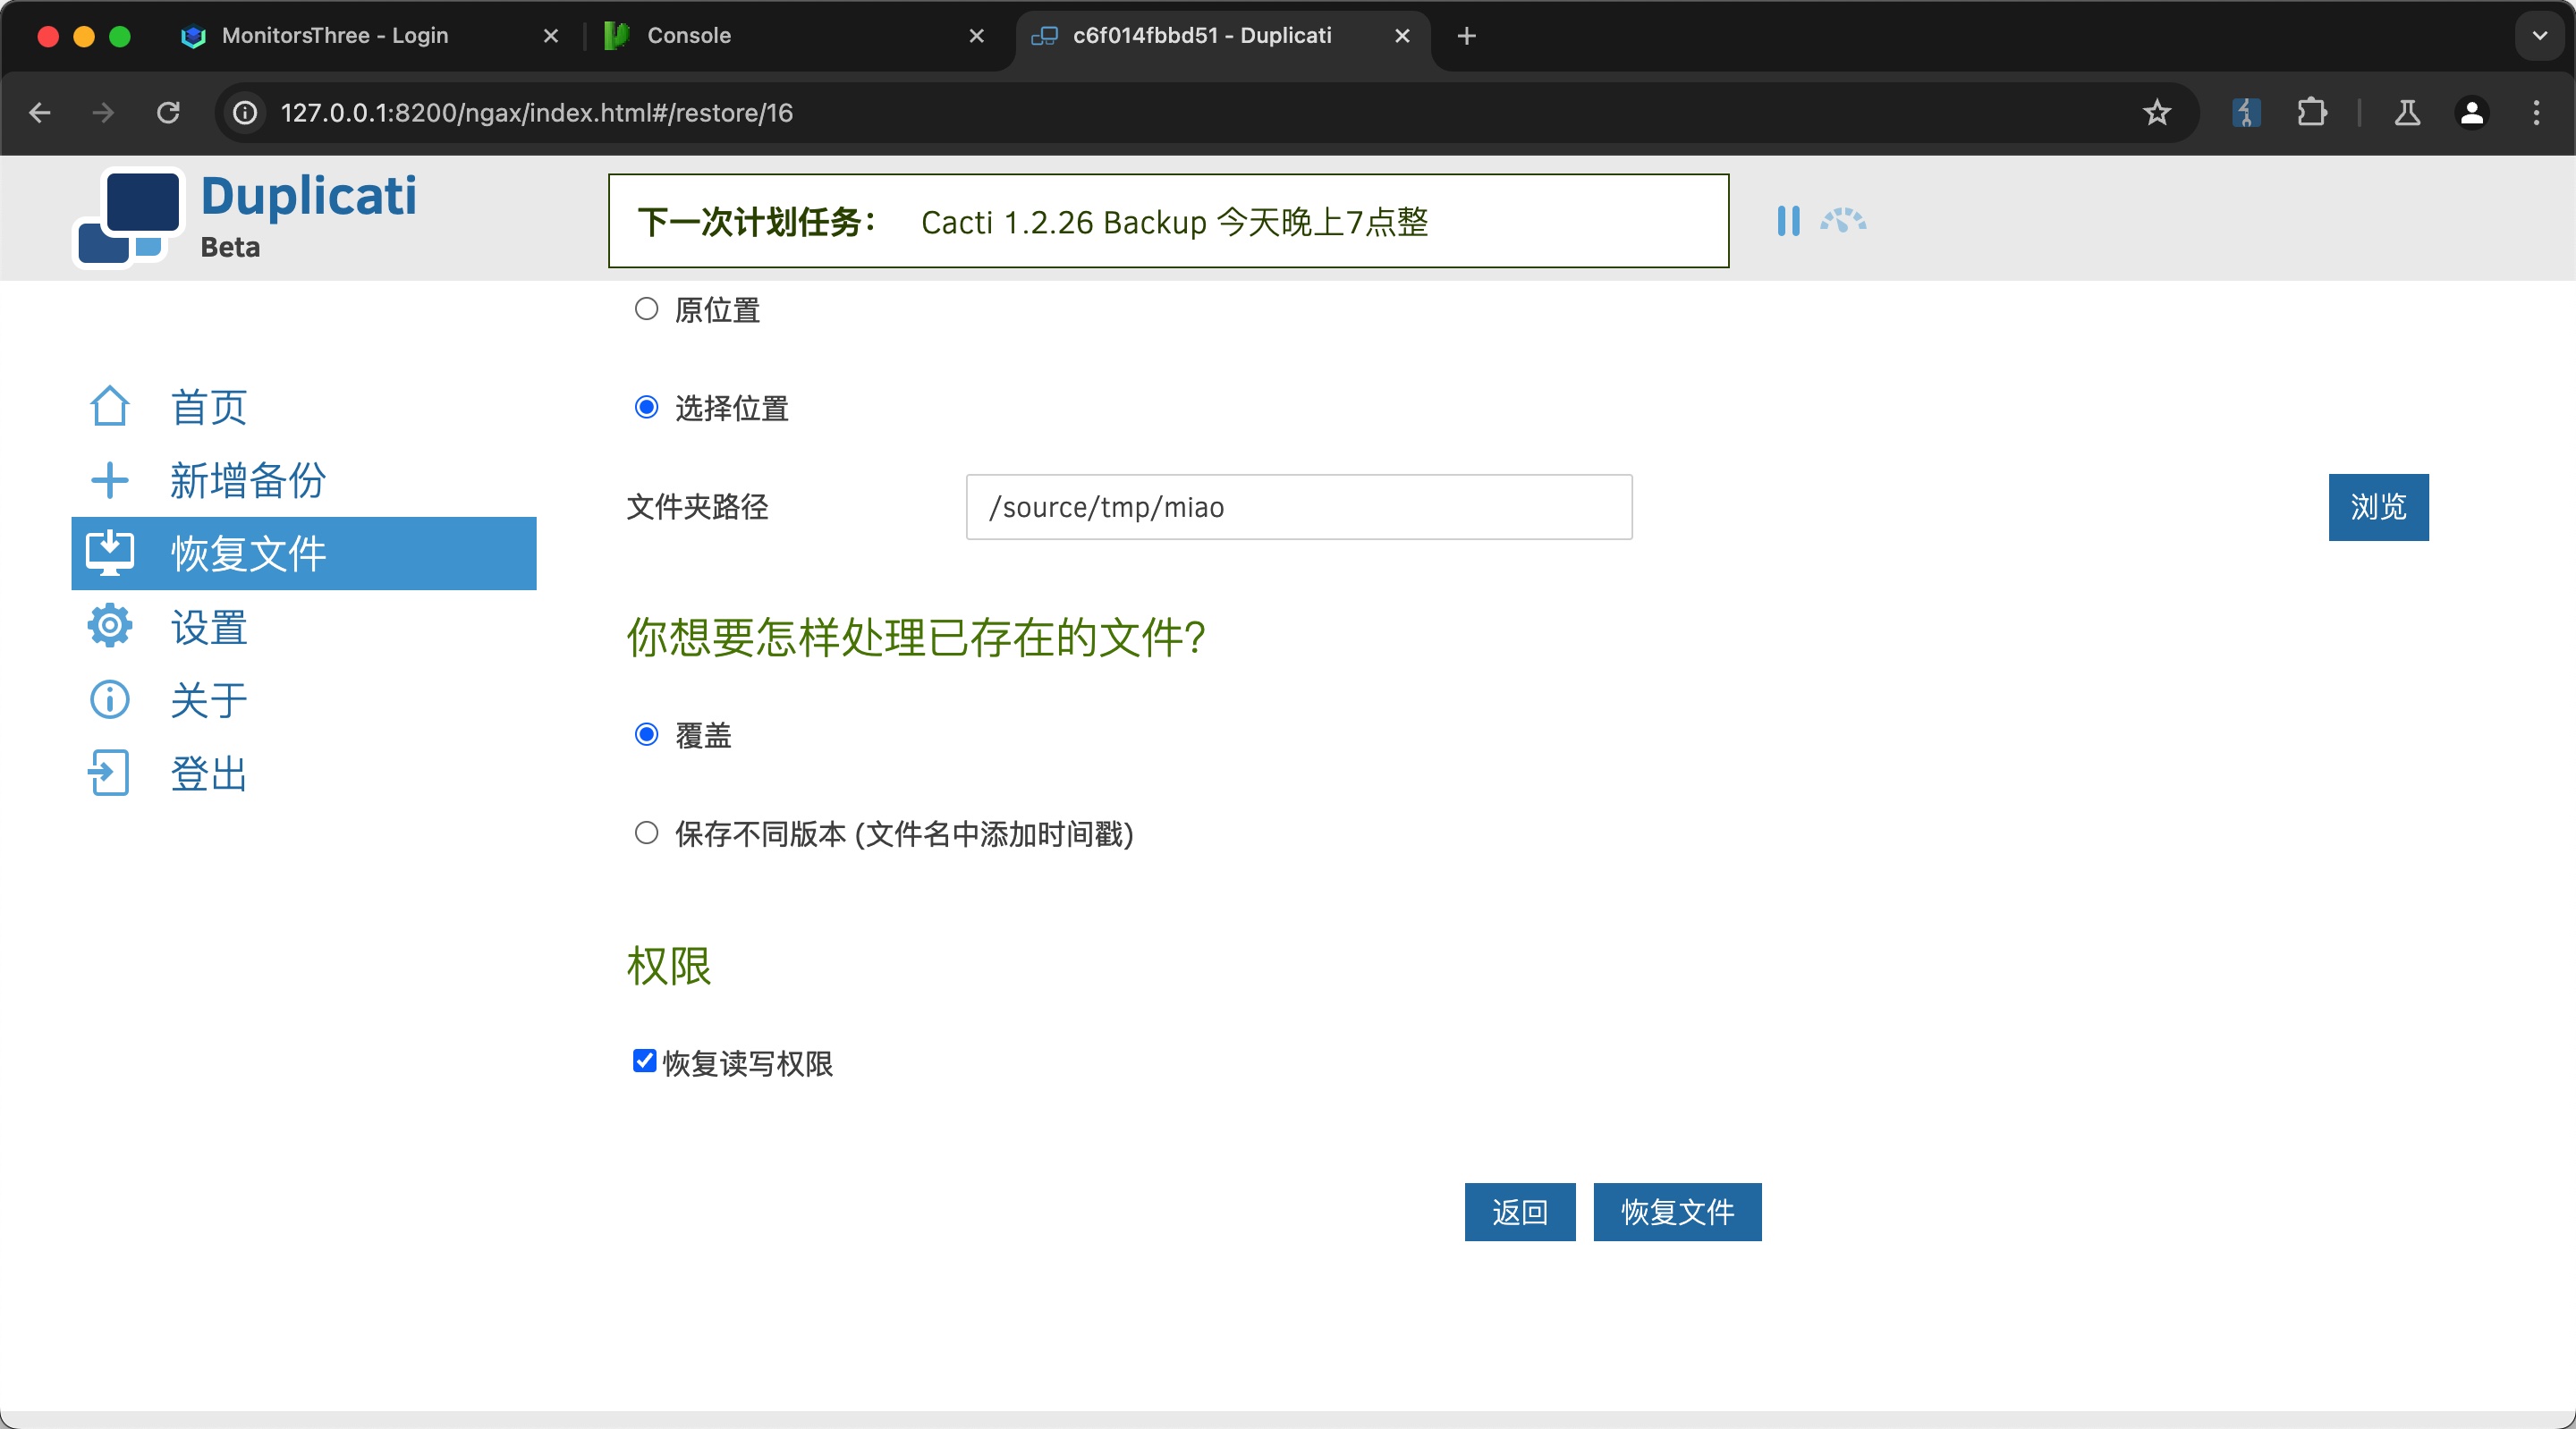 MonitorsThree - Login
Console
c6f014fbbd51 - Duplicati
127.0.0.1:8200/ngax/index.html#/restore/16
Duplicati
Beta
下一次计划任务： Cacti 1.2.26 Backup 今天晚上7点整
首页
新增备份
恢复文件
设置
关于
登出
原位置
选择位置
文件夹路径
/source/tmp/miao
浏览
你想要怎样处理已存在的文件?
覆盖
保存不同版本 (文件名中添加时间戳)
权限
恢复读写权限
返回
恢复文件